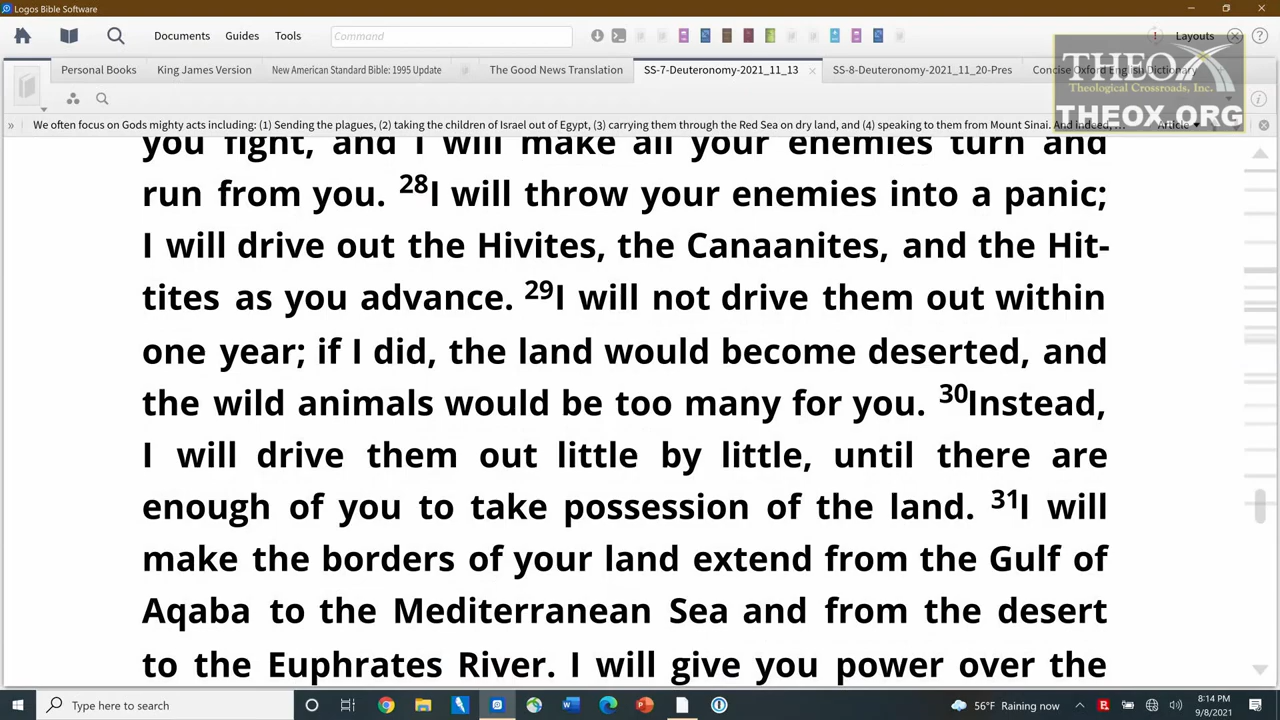 Logos Bible Software
Documents Guides Tools Command Layouts
Personal Books King James Version New American Standard update The Good News Translation SS-7-Deuteronomy-2021_11_13 SS-8-Deuteronomy-2021_11_20-Pres Concise Oxford English Dictionary
THEOX
Theological Crossroads, Inc.
THEOX.ORG
We often focus on Gods mighty acts including: (1) Sending the plagues, (2) taking the children of Israel out of Egypt, (3) carrying them through the Red Sea on dry land, and (4) speaking to them from Mount Sinai. And indeed, ... Article
you fight, and I will make all your enemies turn and
run from you. 28I will throw your enemies into a panic;
I will drive out the Hivites, the Canaanites, and the Hit-
tites as you advance. 29I will not drive them out within
one year; if I did, the land would become deserted, and
the wild animals would be too many for you. 30Instead,
I will drive them out little by little, until there are
enough of you to take possession of the land. 31I will
make the borders of your land extend from the Gulf of
Aqaba to the Mediterranean Sea and from the desert
to the Euphrates River. I will give you power over the
Type here to search
56°F Raining now
8:14 PM
9/8/2021